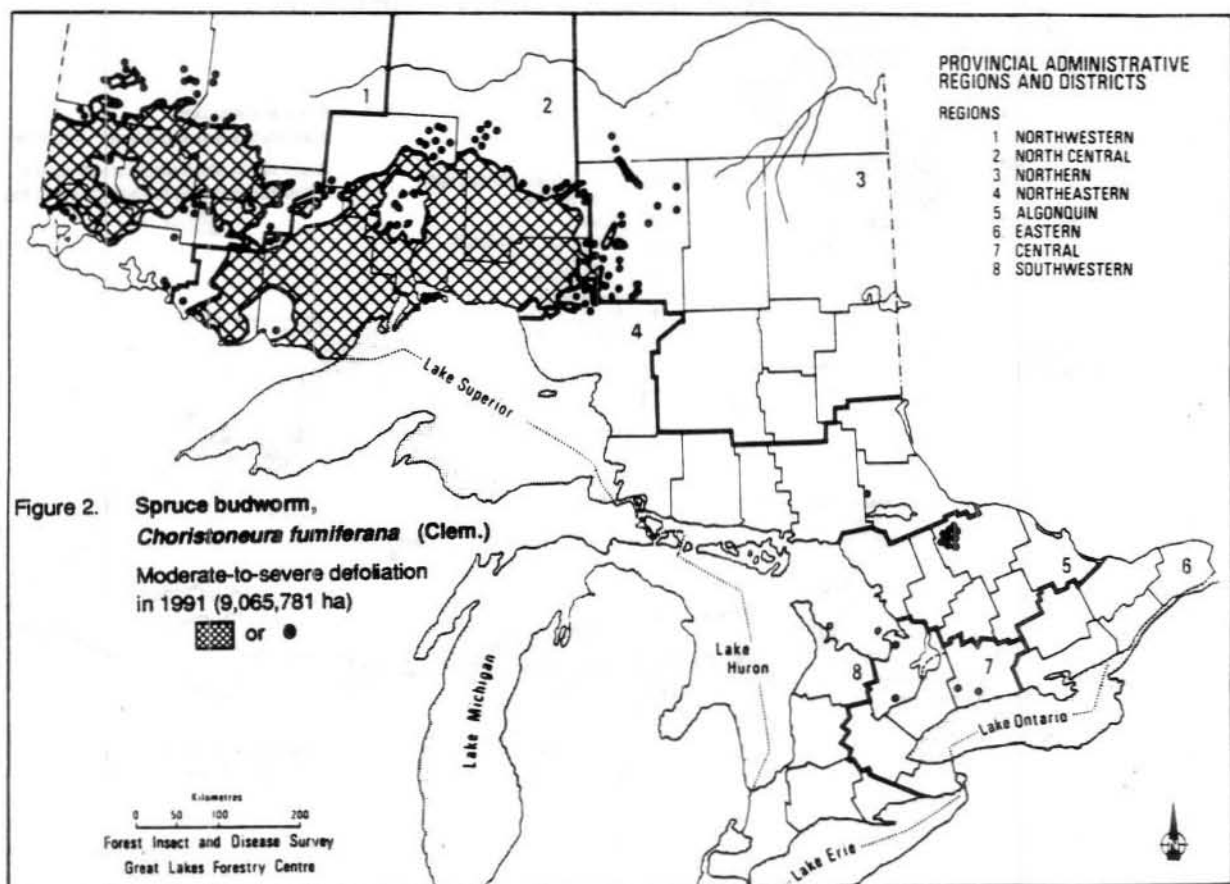 PROVINCIAL ADMINISTRATIVE
REGIONS AND DISTRICTS
REGIONS
1 NORTHWESTERN
2 NORTH CENTRAL
3 NORTHERN
4 NORTHEASTERN
5 ALGONQUIN
6 EASTERN
7 CENTRAL
8 SOUTHWESTERN
1
2
3
4
5
6
7
8
Lake Superior
Lake Michigan
Lake
Huron
Lake Ontario
Lake Erie
Figure 2. Spruce budworm,
Choristoneura fumiferana (Clem.)
Moderate-to-severe defoliation
in 1991 (9,065,781 ha)
or
Kilometres
0 50 100 200
Forest Insect and Disease Survey
Great Lakes Forestry Centre
N